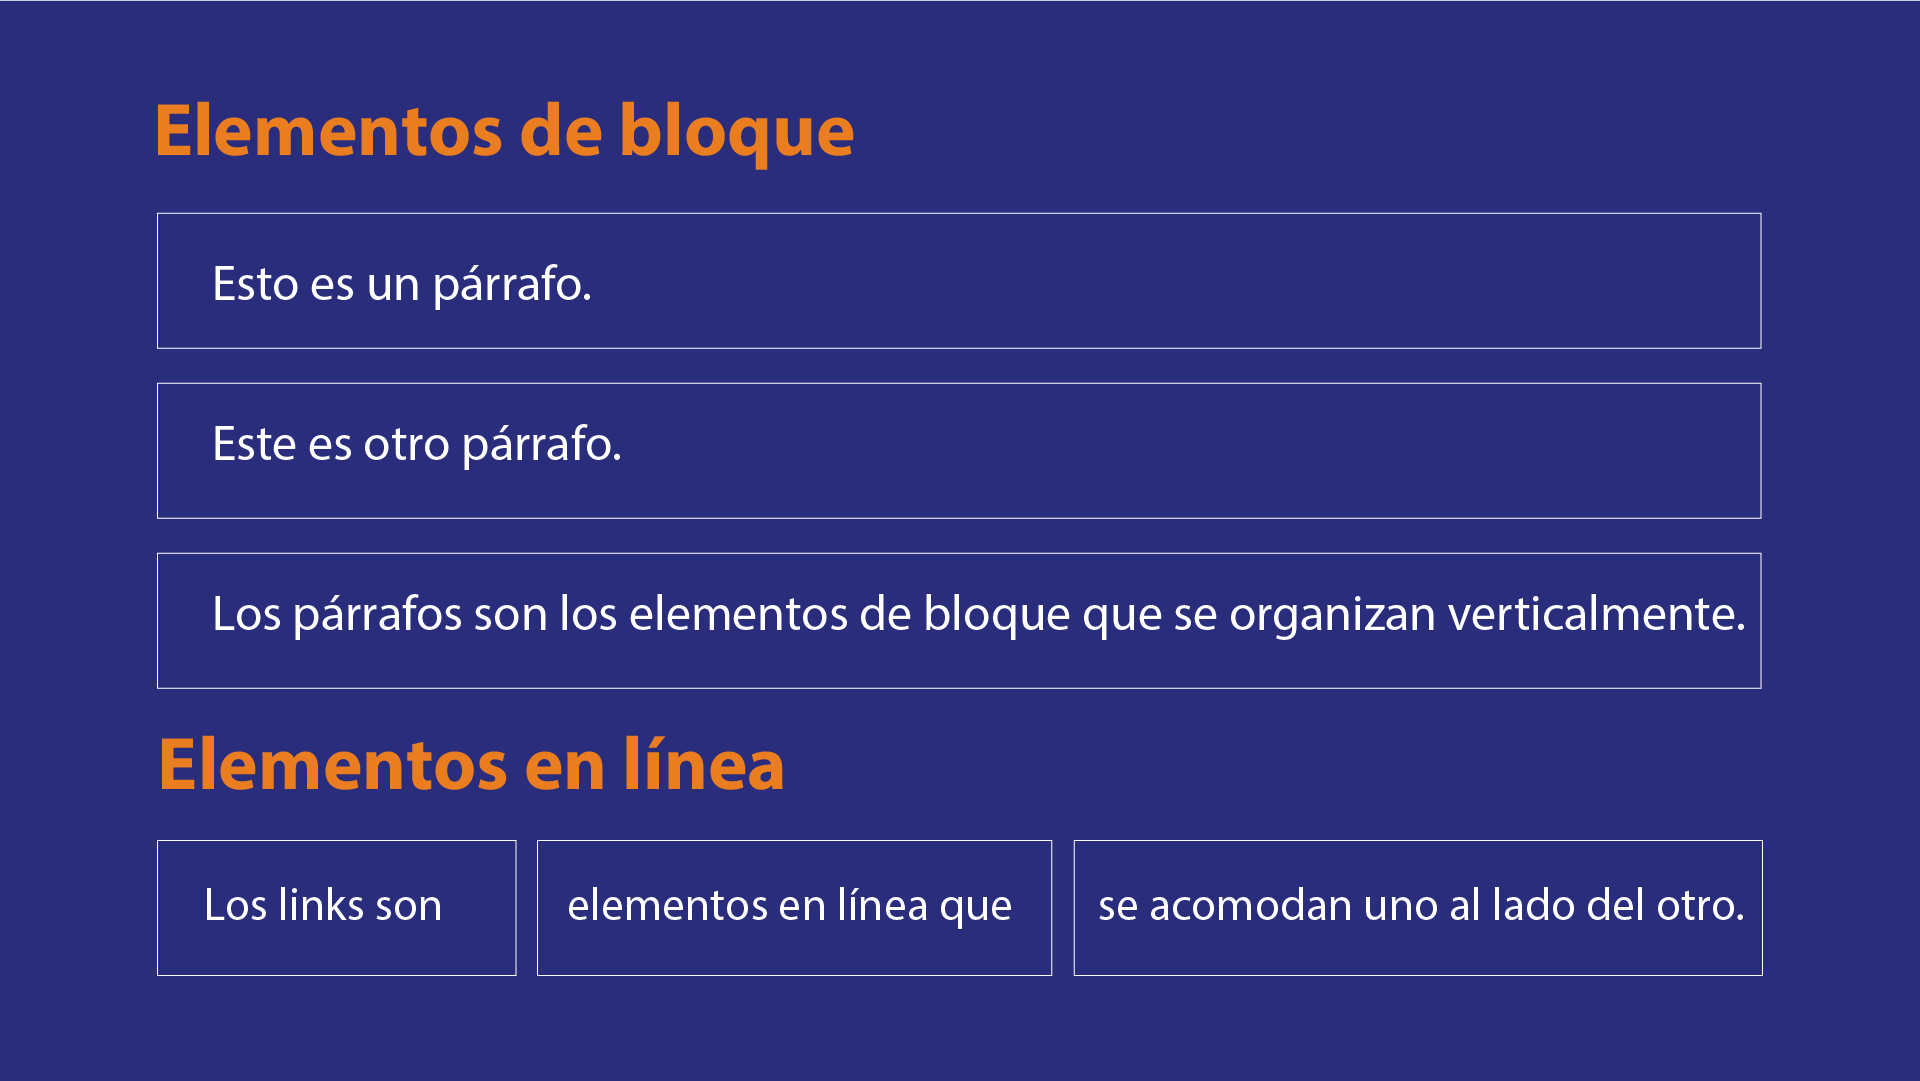 Elementos de bloque
Esto es un párrafo.
Este es otro párrafo.
Los párrafos son los elementos de bloque que se organizan verticalmente.
Elementos en línea
Los links son
elementos en línea que
se acomodan uno al lado del otro.